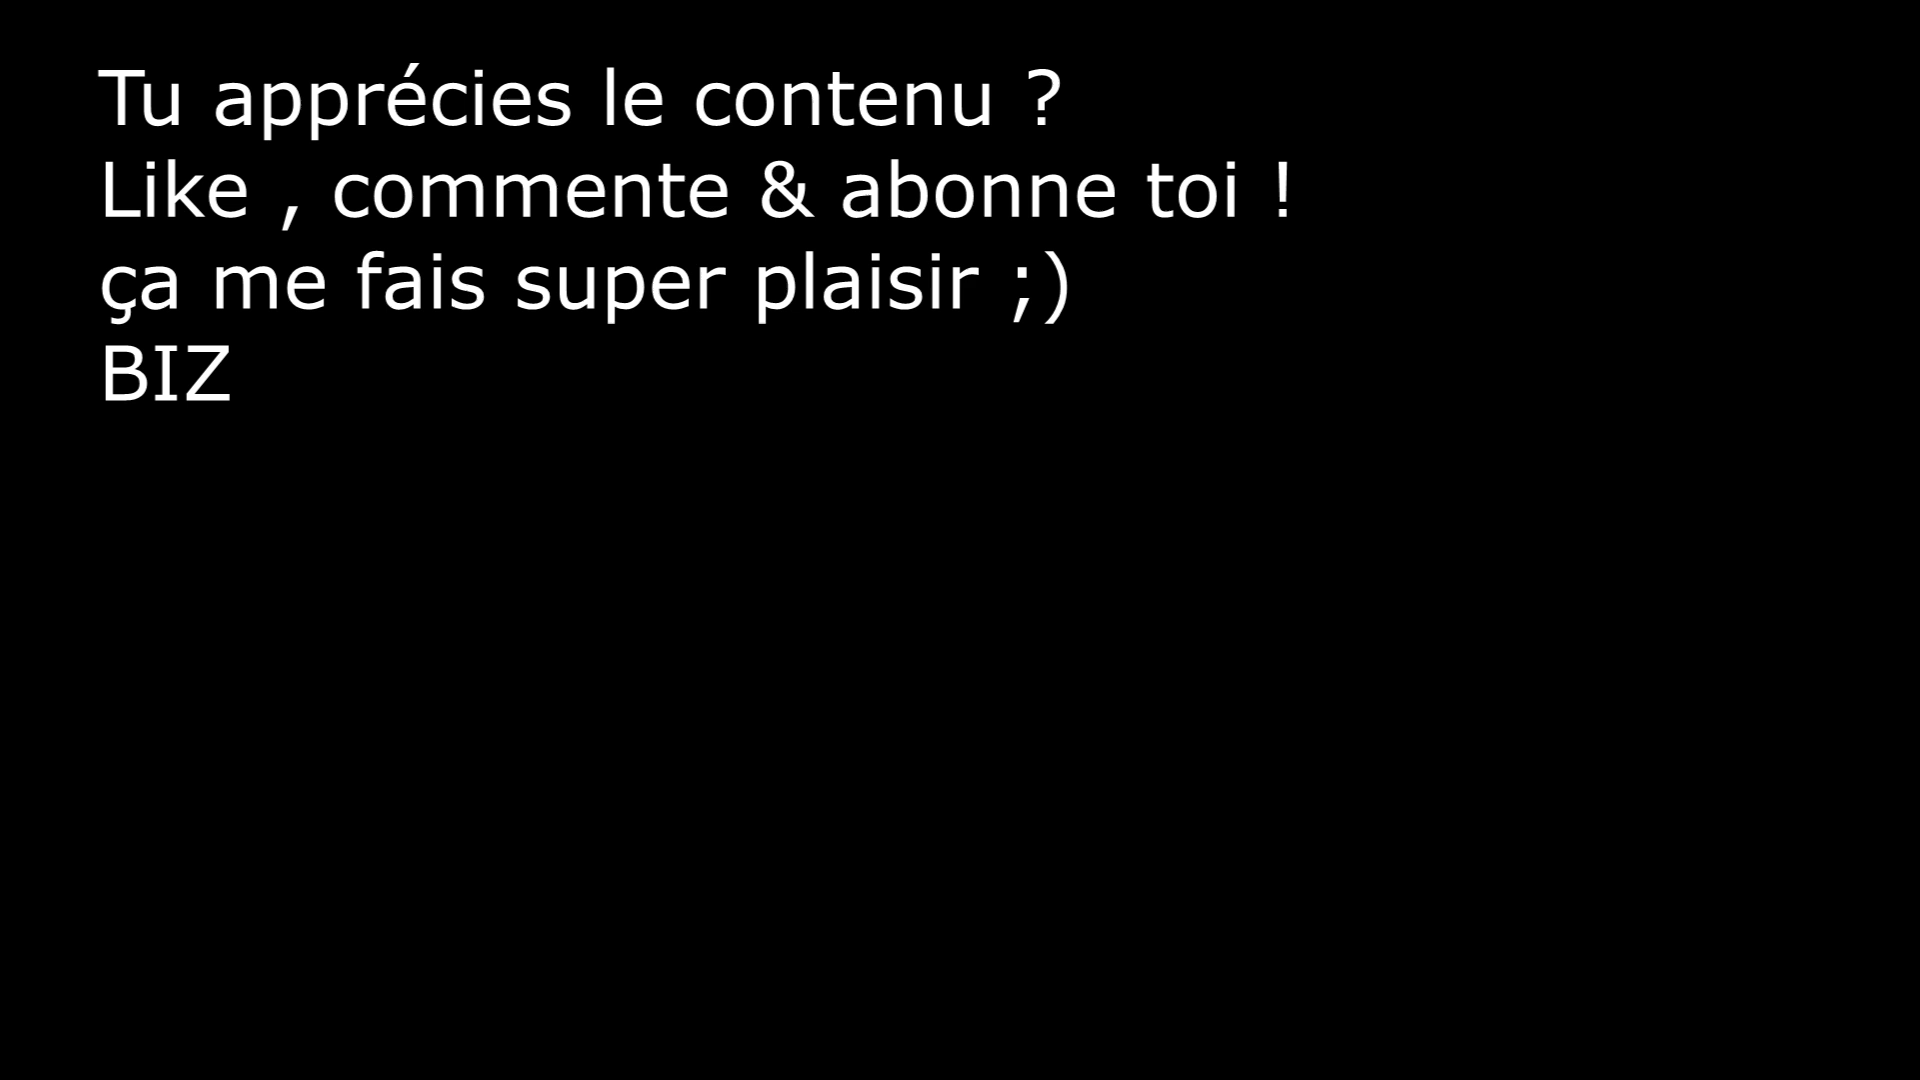 Tu apprécies le contenu ?
Like , commente & abonne toi !
ça me fais super plaisir ;)
BIZ